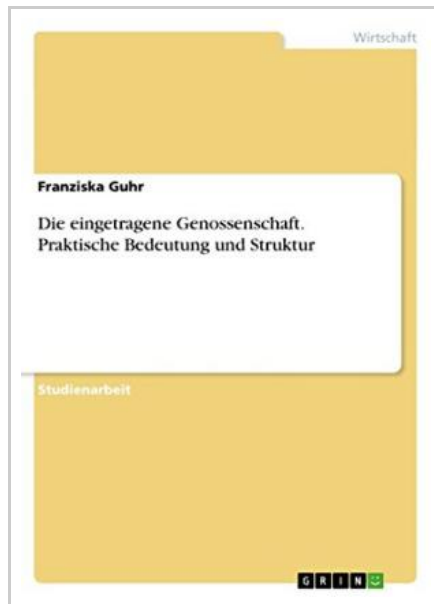 Wirtschaft
Franziska Guhr
Die eingetragene Genossenschaft.
Praktische Bedeutung und Struktur
Studienarbeit
GRIN